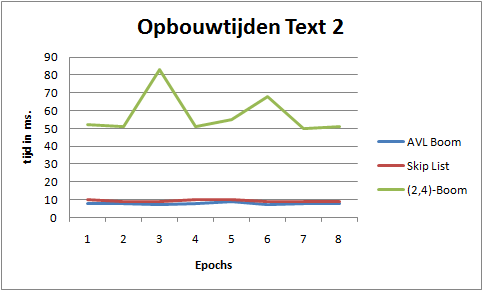 Opbouwtijden Text 2
tijd in ms.
90
80
70
60
50
40
30
20
10
0
1 2 3 4 5 6 7 8
Epochs
AVL Boom
Skip List
(2,4)-Boom